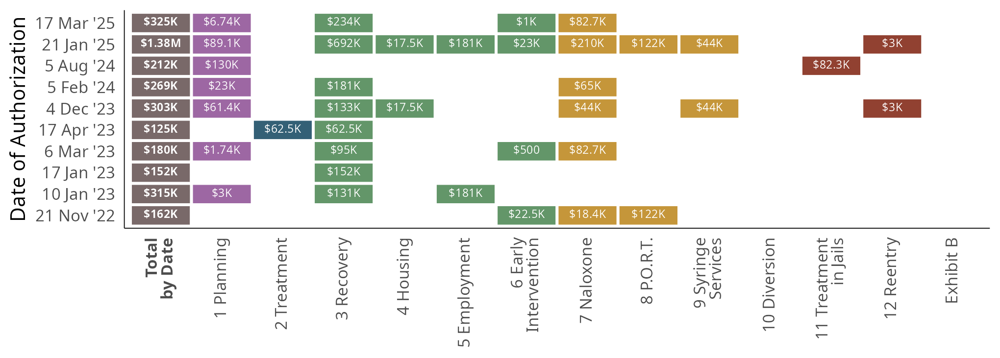 Date of Authorization
17 Mar '25 $325K $6.74K $234K $1K $82.7K
21 Jan '25 $1.38M $89.1K $692K $17.5K $181K $23K $210K $122K $44K $3K
5 Aug '24 $212K $130K $82.3K
5 Feb '24 $269K $23K $181K $65K
4 Dec '23 $303K $61.4K $133K $17.5K $44K $44K $3K
17 Apr '23 $125K $62.5K $62.5K
6 Mar '23 $180K $1.74K $95K $500 $82.7K
17 Jan '23 $152K $152K
10 Jan '23 $315K $3K $131K $181K
21 Nov '22 $162K $22.5K $18.4K $122K
Total
by Date
1 Planning
2 Treatment
3 Recovery
4 Housing
5 Employment
6 Early
Intervention
7 Naloxone
8 P.O.R.T.
9 Syringe
Services
10 Diversion
11 Treatment
in Jails
12 Reentry
Exhibit B